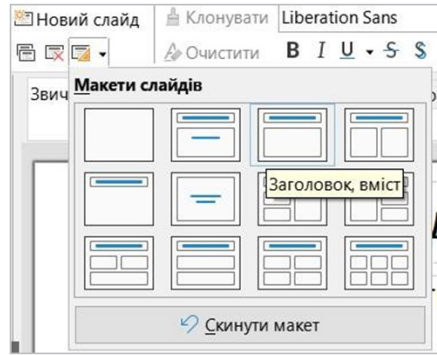 Новий слайд Клонувати Liberation Sans
Очистити B I U S S
Звич
Макети слайдів
Заголовок, вміст
Скинути макет